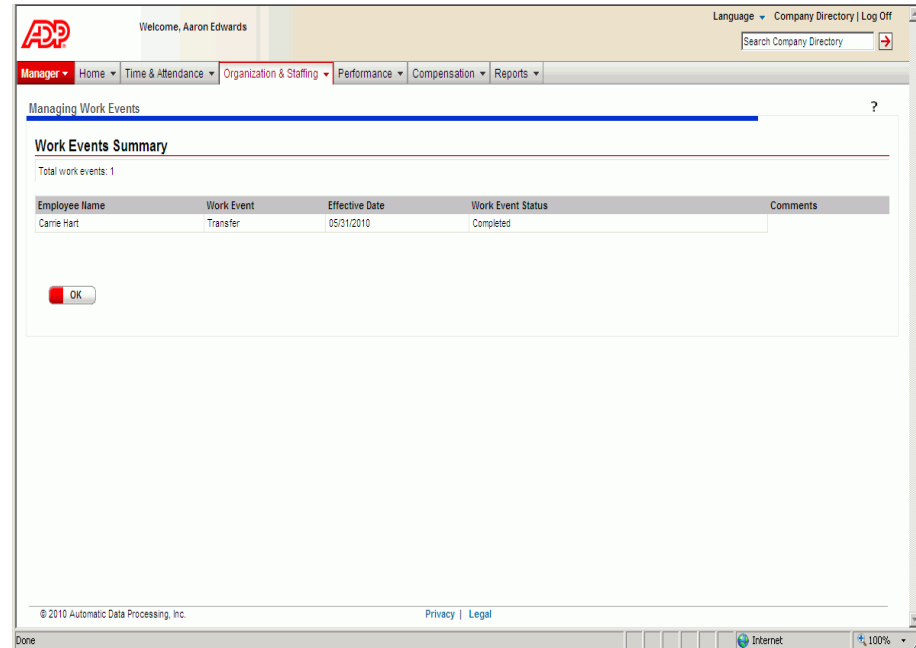 Language Company Directory | Log Off
ADP
Welcome, Aaron Edwards
Search Company Directory
Manager Home Time & Attendance Organization & Staffing Performance Compensation Reports
Managing Work Events ?
Work Events Summary
Total work events: 1
Employee Name Work Event Effective Date Work Event Status Comments
Carrie Hart Transfer 05/31/2010 Completed
OK
© 2010 Automatic Data Processing, Inc. Privacy | Legal
Done Internet 100%